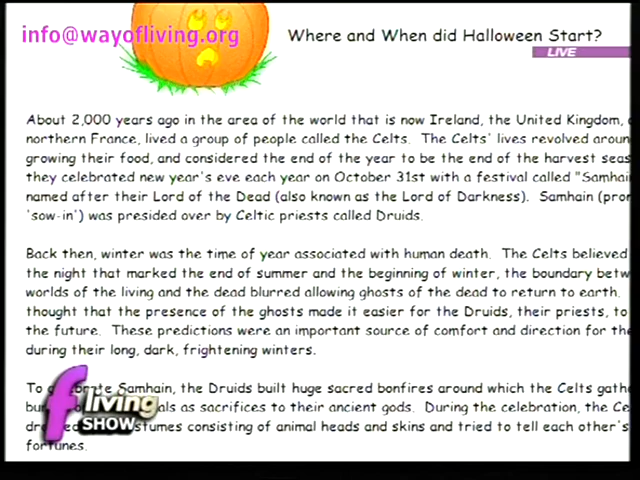 info@wayofliving.org
Where and When did Halloween Start?
LIVE
About 2,000 years ago in the area of the world that is now Ireland, the United Kingdom,
northern France, lived a group of people called the Celts. The Celts' lives revolved aroun
growing their food, and considered the end of the year to be the end of the harvest seas
they celebrated new year's eve each year on October 31st with a festival called "Samhai
named after their Lord of the Dead (also known as the Lord of Darkness). Samhain (pron
'sow-in') was presided over by Celtic priests called Druids.
Back then, winter was the time of year associated with human death. The Celts believed
the night that marked the end of summer and the beginning of winter, the boundary betw
worlds of the living and the dead blurred allowing ghosts of the dead to return to earth.
thought that the presence of the ghosts made it easier for the Druids, their priests, to
the future. These predictions were an important source of comfort and direction for the
during their long, dark, frightening winters.
To Samhain, the Druids built huge sacred bonfires around which the Celts gath
as sacrifices to their ancient gods. During the celebration, the Ce
consisting of animal heads and skins and tried to tell each other's
fortunes.
f living
SHOW